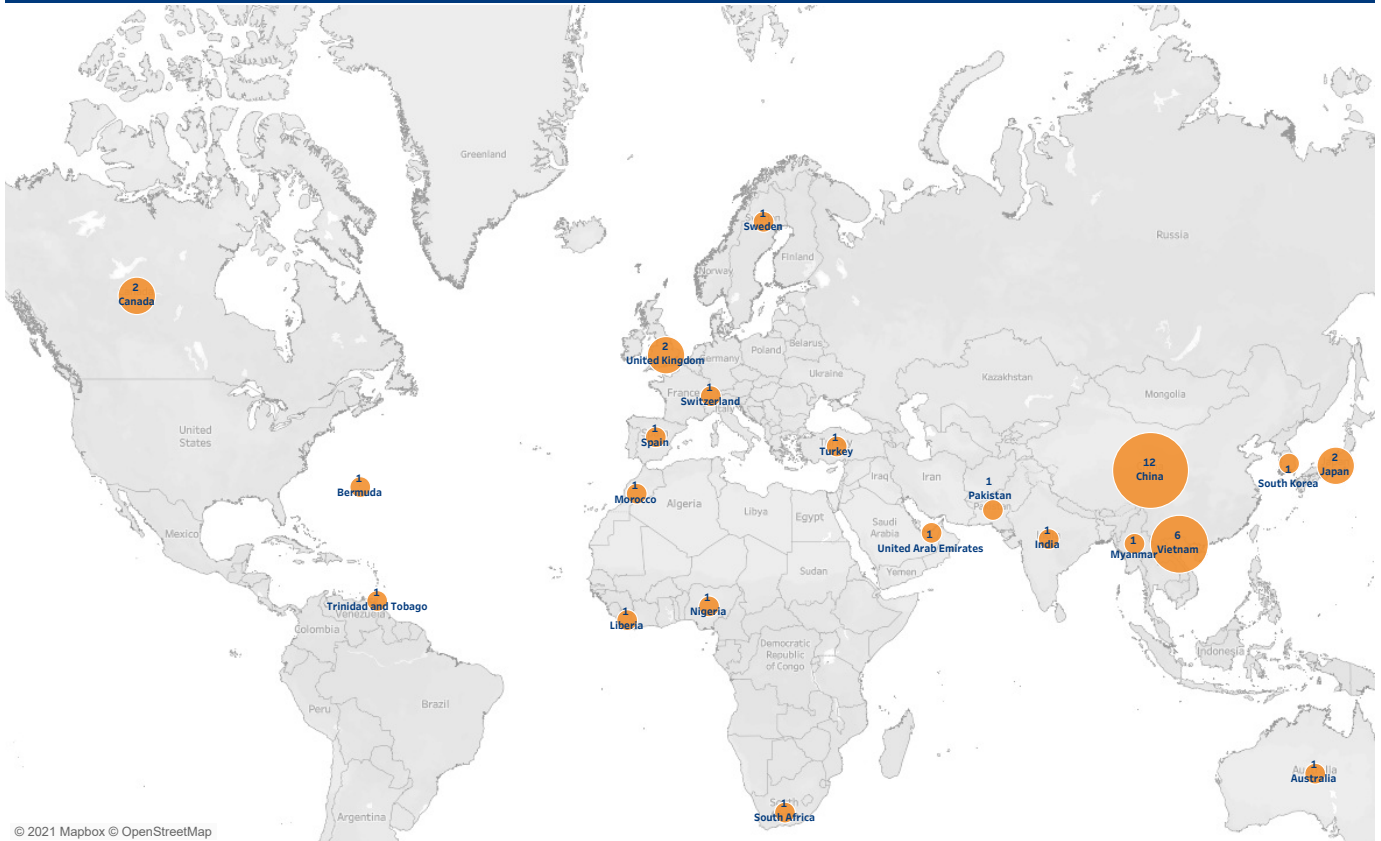 Greenland
1
Sweden
Finland
Norway
Russia
2
Canada
2
United Kingdom
Germany
Poland
Belarus
Ukraine
Kazakhstan
Mongolia
France
1
Switzerland
Italy
1
Spain
1
Turkey
United
States
12
China
1
South Korea
2
Japan
1
Bermuda
1
Morocco
Algeria
Libya
Egypt
Iraq
Iran
1
Pakistan
Saudi
Arabia
1
United Arab Emirates
Yemen
1
India
1
Myanmar
6
Vietnam
Mexico
Sudan
1
Trinidad and Tobago
Venezuela
Colombia
1
Liberia
1
Nigeria
Democratic
Republic
of Congo
Indonesia
Peru
Brazil
1
Australia
1
South Africa
Argentina
© 2021 Mapbox © OpenStreetMap